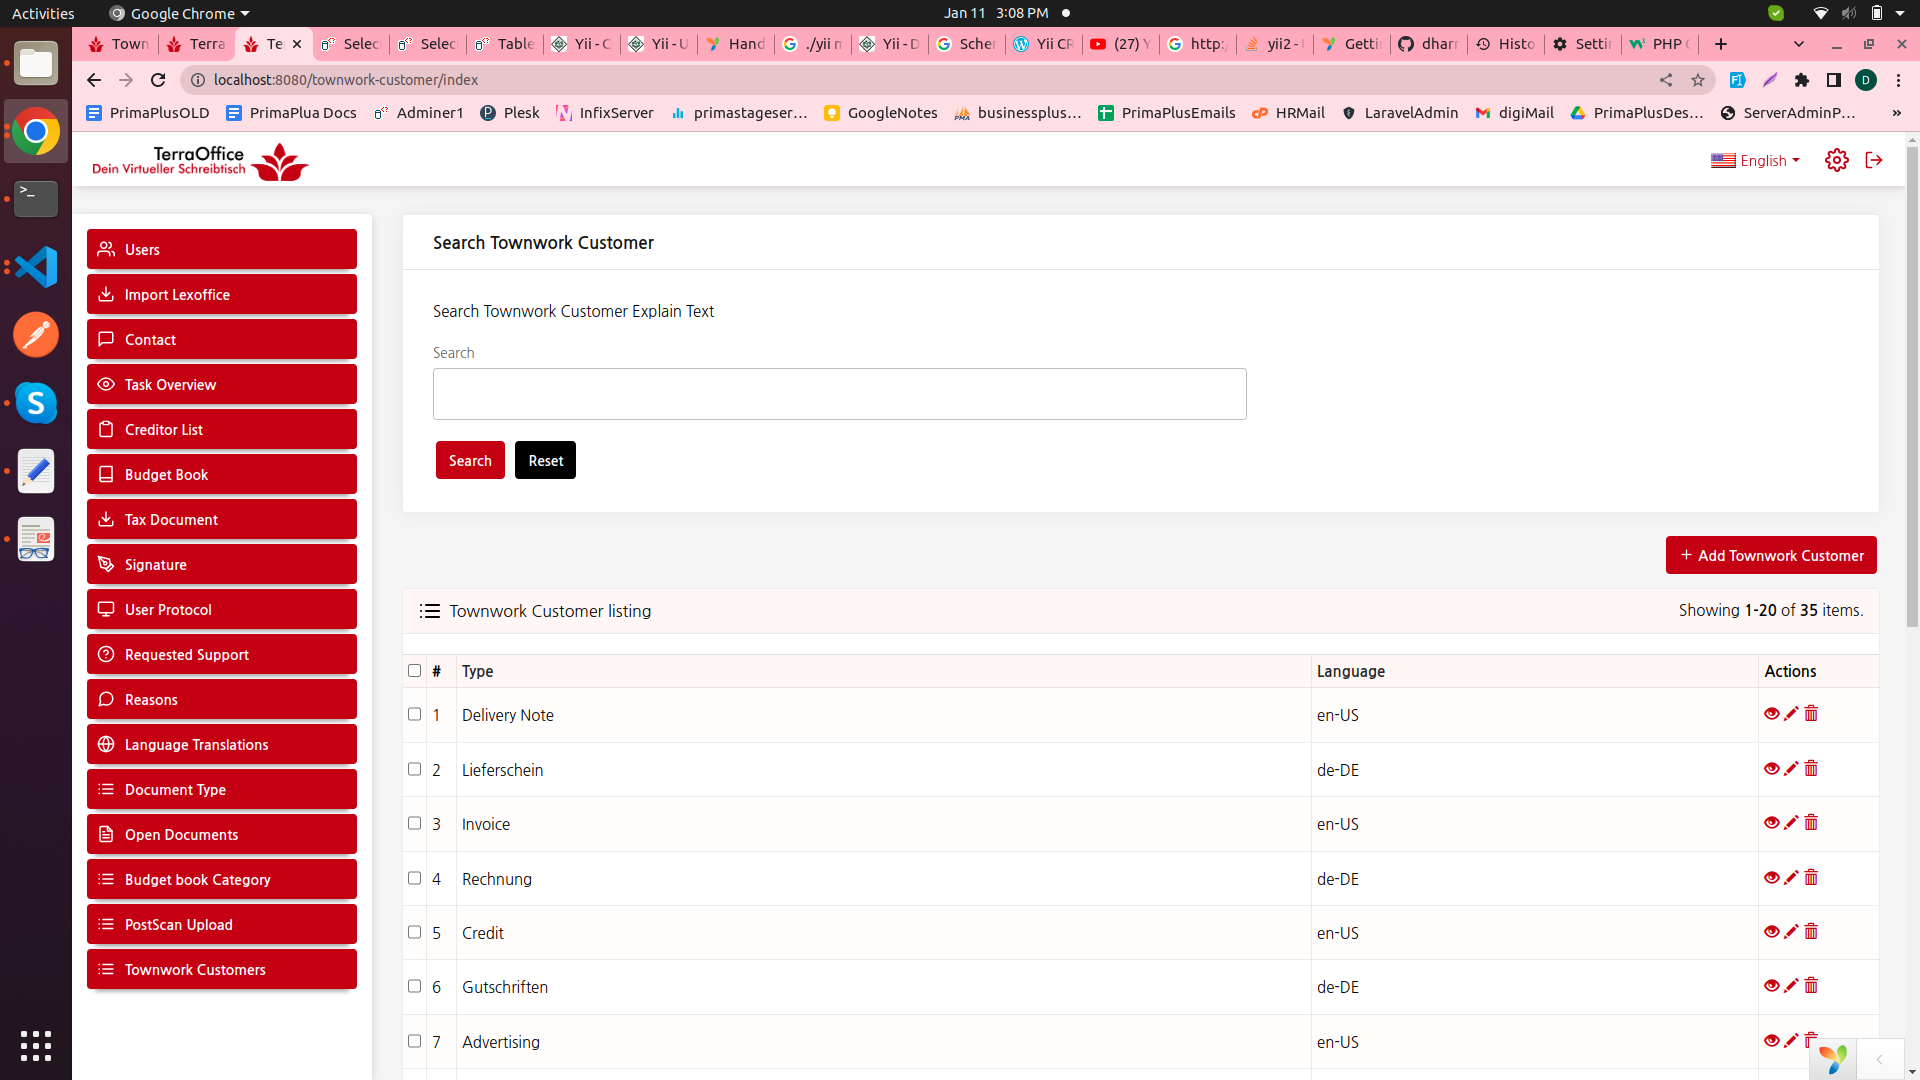 Activities
Google Chrome
Jan 11 3:08 PM
Town
Terra
Te
Selec
Selec
Table
Yii - C
Yii - U
Hand
./yii m
Yii - D
Scher
Yii CR
(27) Y
http:/
yii2 - U
Getti
dharr
Histo
Settin
PHP C
localhost:8080/townwork-customer/index
D
PrimaPlusOLD
PrimaPlua Docs
Adminer1
Plesk
InfixServer
primastageser...
GoogleNotes
businessplus...
PrimaPlusEmails
HRMail
LaravelAdmin
digiMail
PrimaPlusDes...
ServerAdminP...
»
TerraOffice
Dein Virtueller Schreibtisch
English
Users
Import Lexoffice
Contact
Task Overview
Creditor List
Budget Book
Tax Document
Signature
User Protocol
Requested Support
Reasons
Language Translations
Document Type
Open Documents
Budget book Category
PostScan Upload
Townwork Customers
Search Townwork Customer
Search Townwork Customer Explain Text
Search
Search
Reset
+ Add Townwork Customer
Townwork Customer listing
Showing 1-20 of 35 items.
# Type Language Actions
1 Delivery Note en-US
2 Lieferschein de-DE
3 Invoice en-US
4 Rechnung de-DE
5 Credit en-US
6 Gutschriften de-DE
7 Advertising en-US